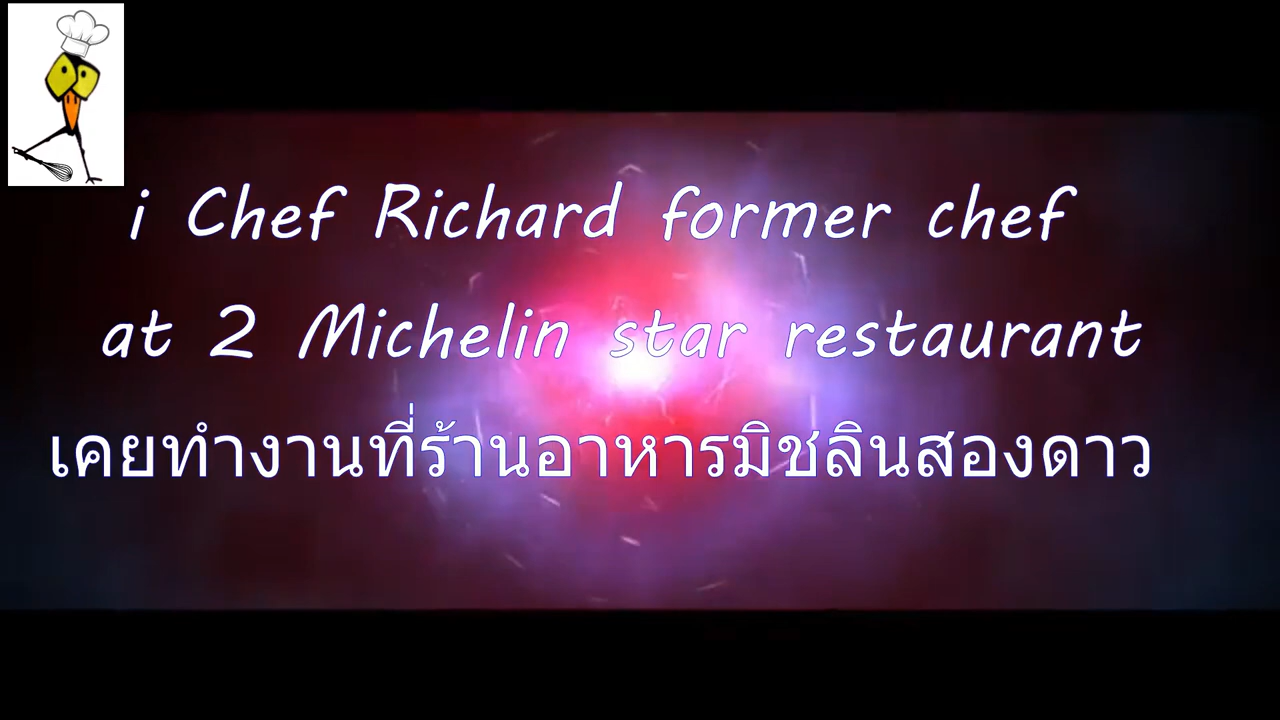 i Chef Richard former chef
at 2 Michelin star restaurant
เคยทำงานที่ร้านอาหารมิชลินสองดาว